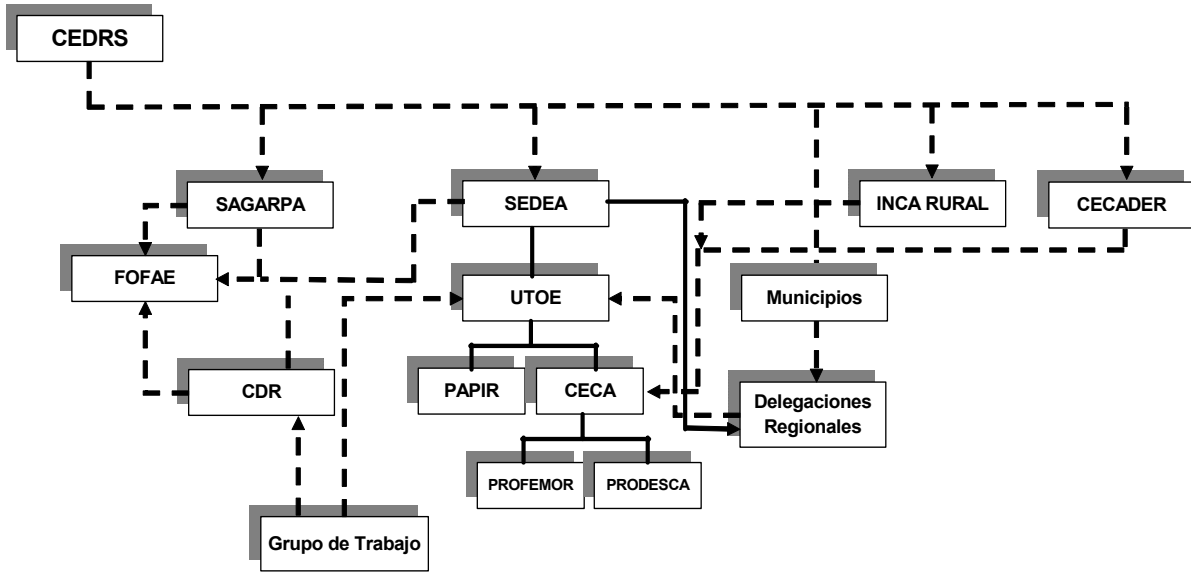 CEDRS
SAGARPA
SEDEA
INCA RURAL
CECADER
FOFAE
UTOE
Municipios
CDR
PAPIR
CECA
Delegaciones
Regionales
PROFEMOR
PRODESCA
Grupo de Trabajo